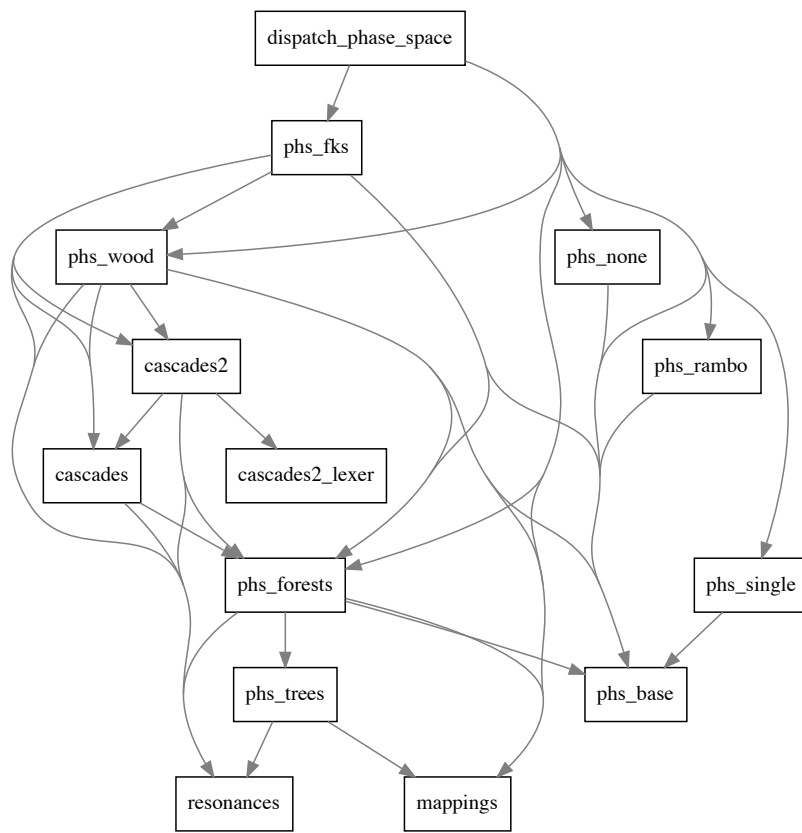 dispatch_phase_space
phs_fks
phs_wood
phs_none
cascades2
phs_rambo
cascades
cascades2_lexer
phs_forests
phs_single
phs_trees
phs_base
resonances
mappings